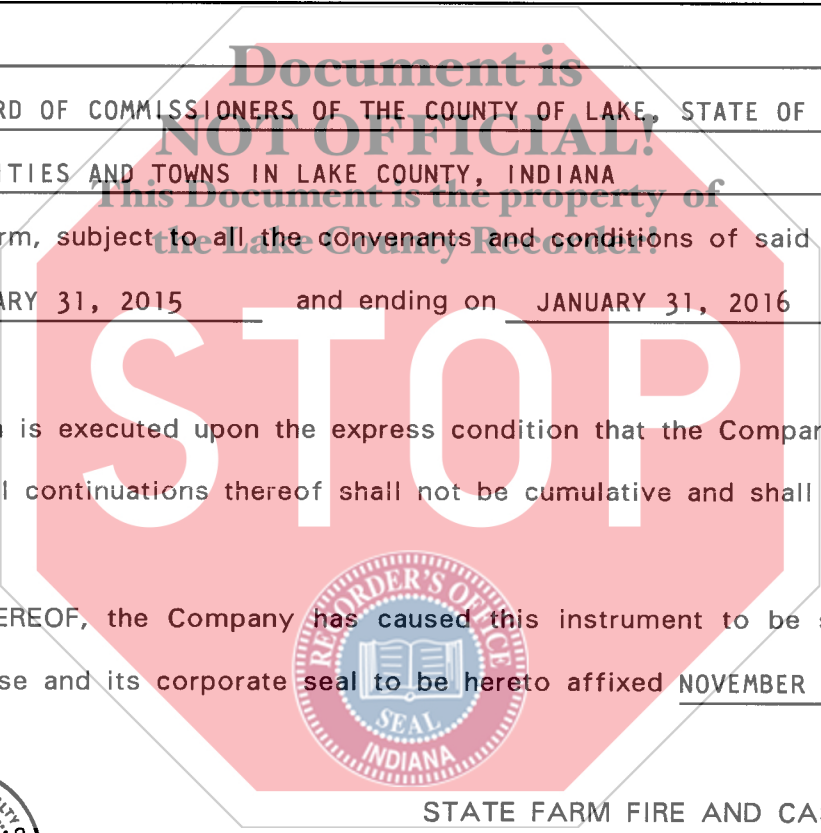 Document is
RD OF COMMISSIONERS OF THE COUNTY OF LAKE, STATE OF
NOT OFFICIAL!
ITIES AND TOWNS IN LAKE COUNTY, INDIANA
This Document is the property of
rm, subject to all the convenants and conditions of said
the Lake County Recorder!
ARY 31, 2015 and ending on JANUARY 31, 2016
STOP
is executed upon the express condition that the Compan
l continuations thereof shall not be cumulative and shall
EREOF, the Company has caused this instrument to be s
se and its corporate seal to be hereto affixed NOVEMBER
RECORDER'S OFFICE
SEAL
INDIANA
STATE FARM FIRE AND CAS